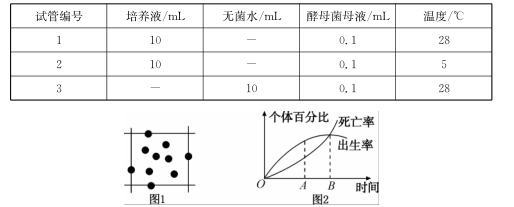 试管编号 培养液/mL 无菌水/mL 酵母菌母液/mL 温度/℃
1 10 — 0.1 28
2 10 — 0.1 5
3 — 10 0.1 28
个体百分比
死亡率
出生率
O A B 时间
图1 图2